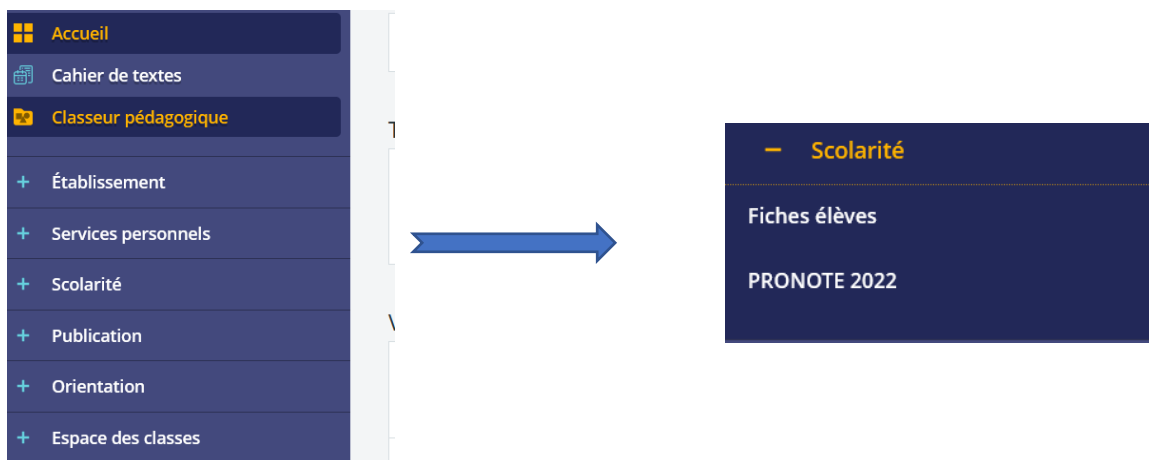 Accueil
Cahier de textes
Classeur pédagogique
+ Établissement
+ Services personnels
+ Scolarité
+ Publication
+ Orientation
+ Espace des classes
− Scolarité
Fiches élèves
PRONOTE 2022